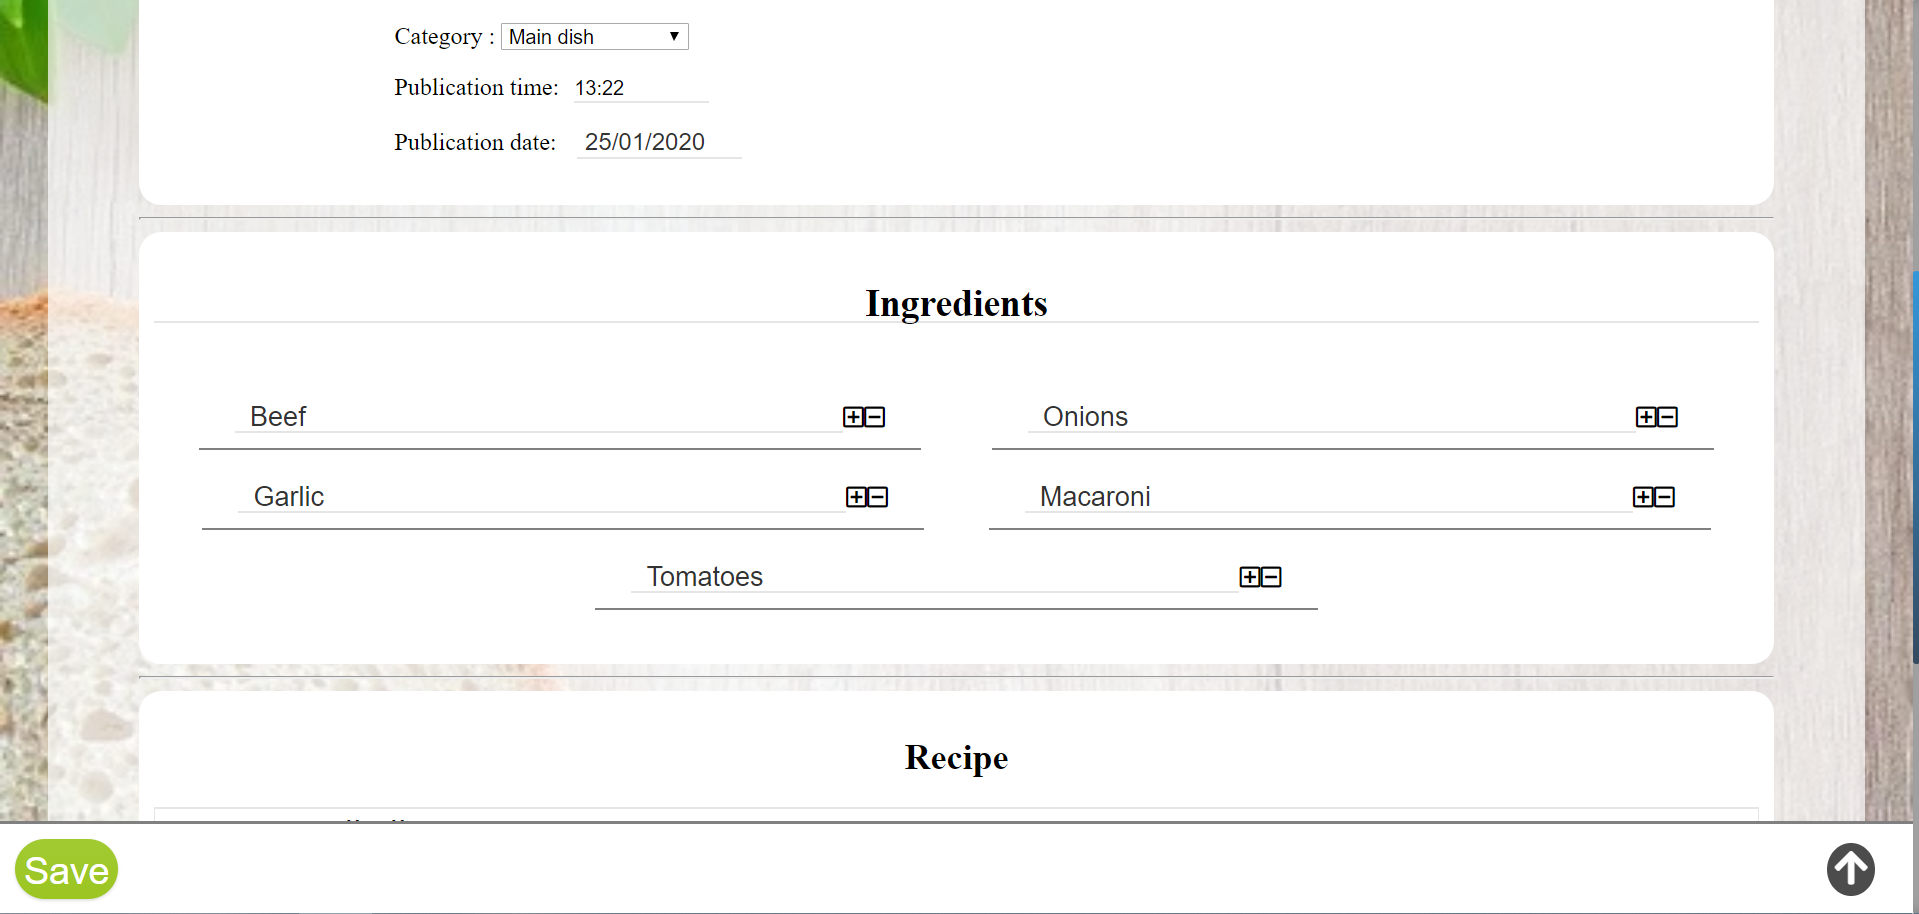 Category : Main dish
Publication time: 13:22
Publication date: 25/01/2020
Ingredients
Beef
Onions
Garlic
Macaroni
Tomatoes
Recipe
Save